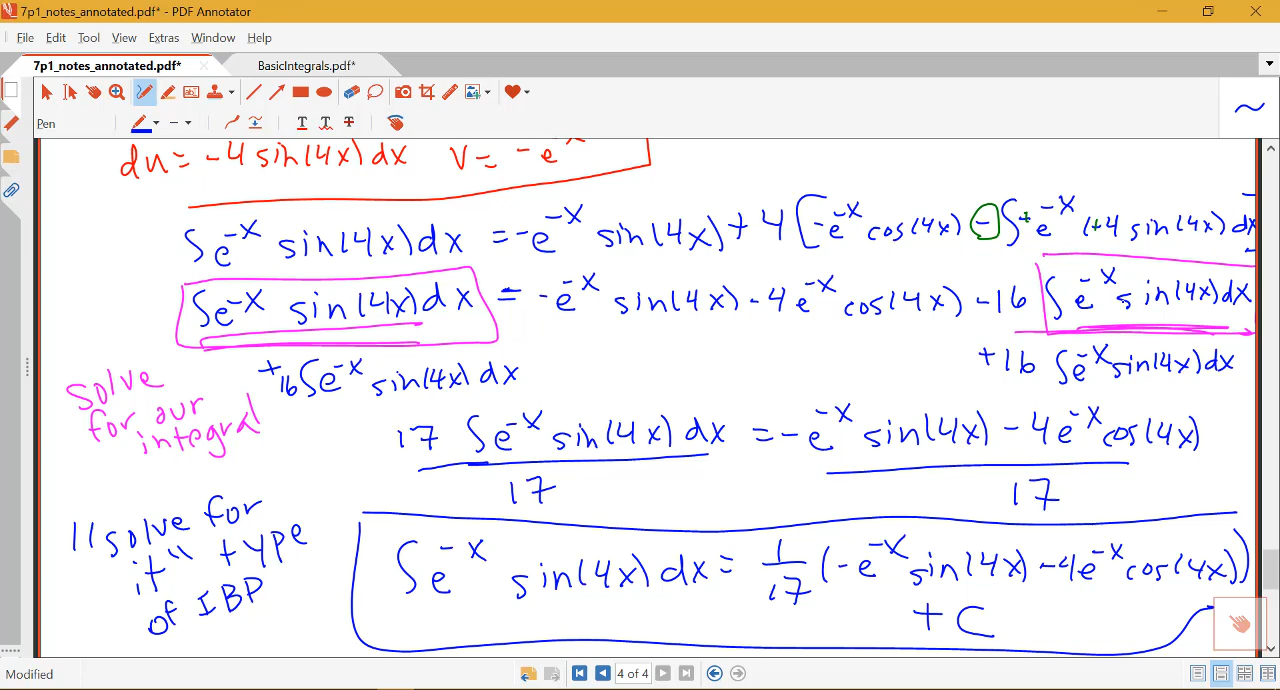 7p1_notes_annotated.pdf* - PDF Annotator
File Edit Tool View Extras Window Help
7p1_notes_annotated.pdf* BasicIntegrals.pdf*
Pen
du = -4 sin(4x) dx v = -e^-x
∫e^-x sin(4x) dx = -e^-x sin(4x) + 4 [-e^-x cos(4x) - ∫ +e^-x (+4 sin(4x) dx
∫e^-x sin(4x) dx = -e^-x sin(4x) - 4e^-x cos(4x) - 16 ∫ e^-x sin(4x) dx
+16 ∫e^-x sin(4x) dx +16 ∫e^-x sin(4x) dx
solve
for our
integral
17 ∫e^-x sin(4x) dx = -e^-x sin(4x) - 4e^-x cos(4x)
17 17
"solve for
it" type
of IBP
∫e^-x sin(4x) dx = 1/17 (-e^-x sin(4x) - 4e^-x cos(4x))
+ C
Modified 4 of 4